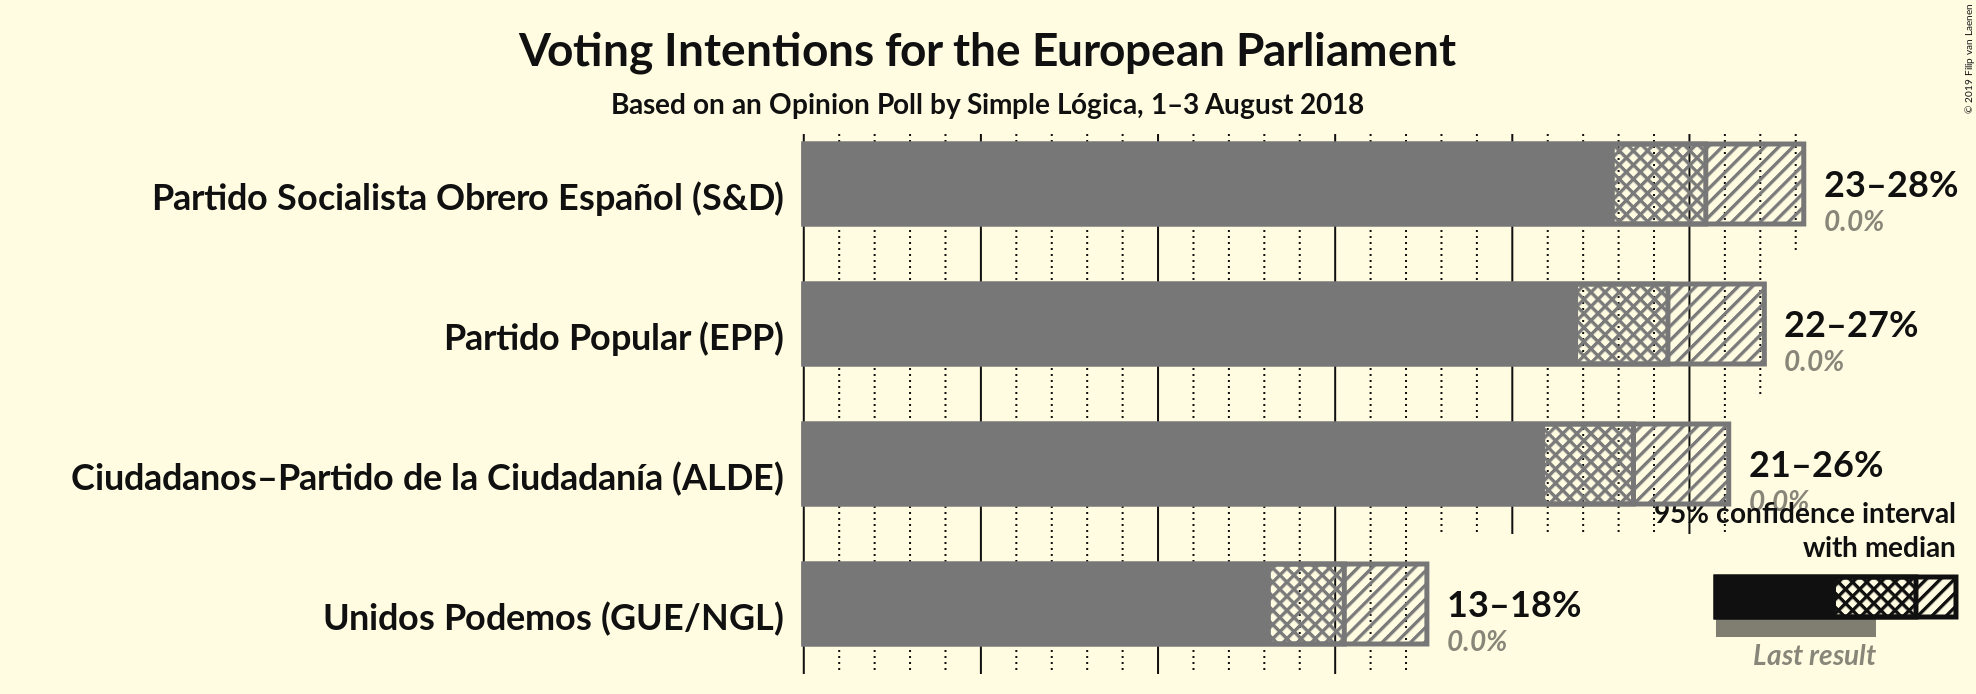 Voting Intentions for the European Parliament
Based on an Opinion Poll by Simple Lógica, 1–3 August 2018
© 2019 Filip van Laenen
Partido Socialista Obrero Español (S&D)
23–28%
0.0%
Partido Popular (EPP)
22–27%
0.0%
Ciudadanos–Partido de la Ciudadanía (ALDE)
21–26%
0.0%
95% confidence interval
with median
Unidos Podemos (GUE/NGL)
13–18%
0.0%
Last result